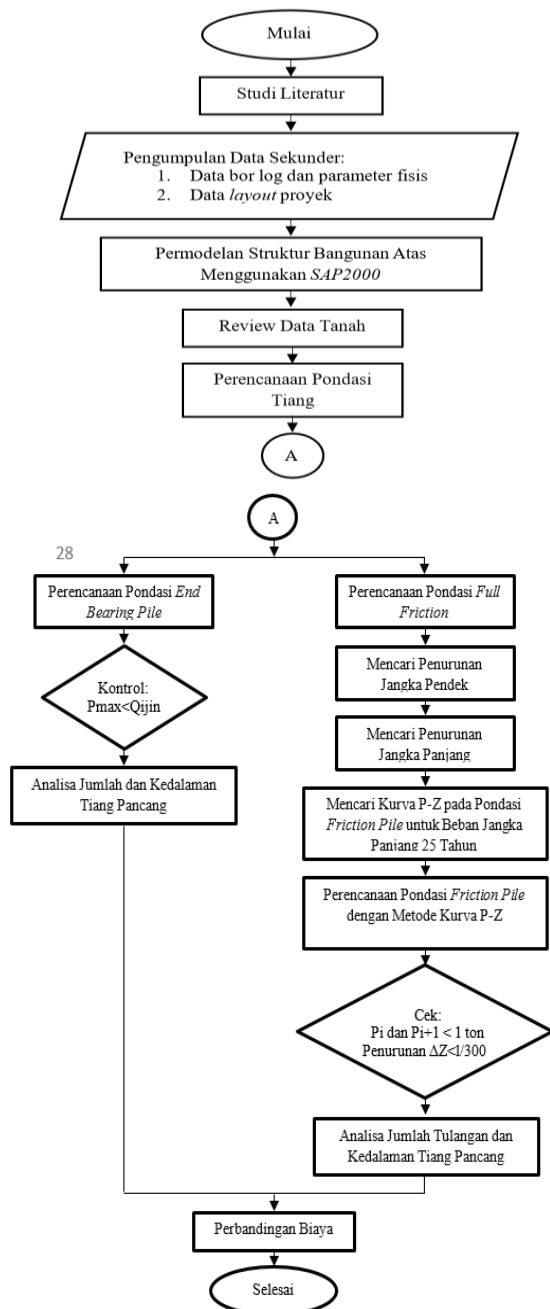 Mulai
Studi Literatur
Pengumpulan Data Sekunder:
1. Data bor log dan parameter fisis
2. Data layout proyek
Permodelan Struktur Bangunan Atas
Menggunakan SAP2000
Review Data Tanah
Perencanaan Pondasi
Tiang
A
A
28
Perencanaan Pondasi End
Bearing Pile
Kontrol:
Pmax<Qijin
Analisa Jumlah dan Kedalaman
Tiang Pancang
Perencanaan Pondasi Full
Friction
Mencari Penurunan
Jangka Pendek
Mencari Penurunan
Jangka Panjang
Mencari Kurva P-Z pada Pondasi
Friction Pile untuk Beban Jangka
Panjang 25 Tahun
Perencanaan Pondasi Friction Pile
dengan Metode Kurva P-Z
Cek:
Pi dan Pi+1 < 1 ton
Penurunan ΔZ<1/300
Analisa Jumlah Tulangan dan
Kedalaman Tiang Pancang
Perbandingan Biaya
Selesai